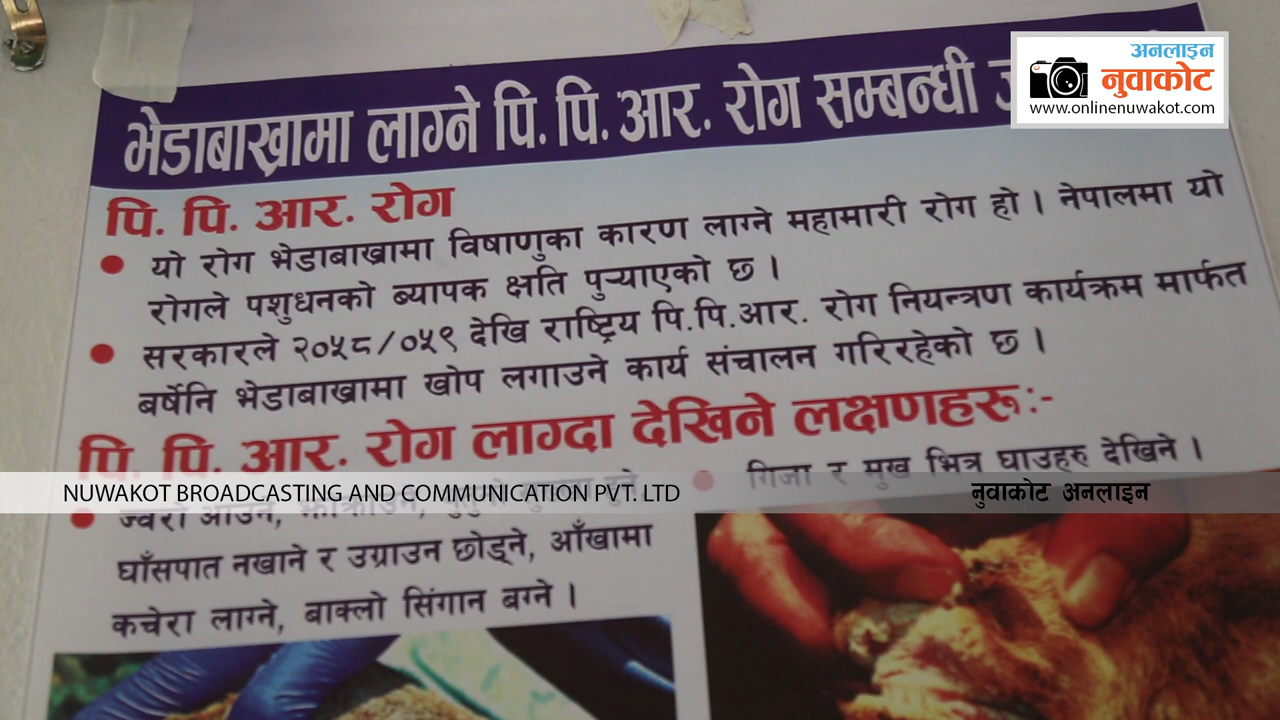 अनलाइन
नुवाकोट
www.onlinenuwakot.com
भेडाबाख्रामा लाग्ने पि. पि. आर. रोग सम्बन्धी
पि. पि. आर. रोग
यो रोग भेडाबाख्रामा विषाणुका कारण लाग्ने महामारी रोग हो । नेपालमा यो
रोगले पशुधनको ब्यापक क्षति पुऱ्याएको छ ।
सरकारले २०५८/०५९ देखि राष्ट्रिय पि.पि.आर. रोग नियन्त्रण कार्यक्रम मार्फत
बर्षेनि भेडाबाख्रामा खोप लगाउने कार्य संचालन गरिरहेको छ ।
पि. पि. आर. रोग लाग्दा देखिने लक्षणहरू:-
ज्वरो आउने,
घाँसपात नखाने र उग्राउन छोड्ने, आँखामा
कचेरा लाग्ने, बाक्लो सिंगान बग्ने ।
गिजा र मुख भित्र घाउहरु देखिने ।
NUWAKOT BROADCASTING AND COMMUNICATION PVT. LTD
नुवाकोट अनलाइन